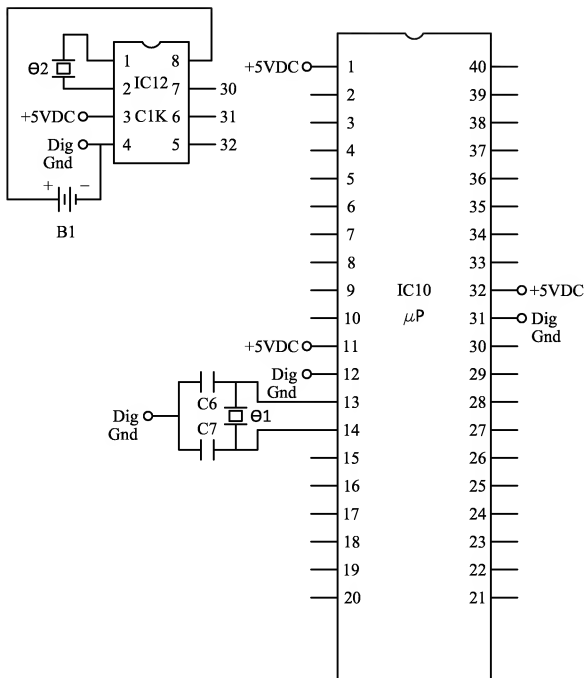 1 8
ϴ2
2 IC12 7 30
+5VDC 3 C1K 6 31
Dig Gnd
4 5 32
+ −
B1
+5VDC 1 40
2 39
3 38
4 37
5 36
6 35
7 34
8 33
9 IC10 32 +5VDC
10 μP 31 Dig
Gnd
+5VDC 11 30
Dig 12 29
Gnd
C6 13 28
Dig
Gnd
ϴ1
C7 14 27
15 26
16 25
17 24
18 23
19 22
20 21